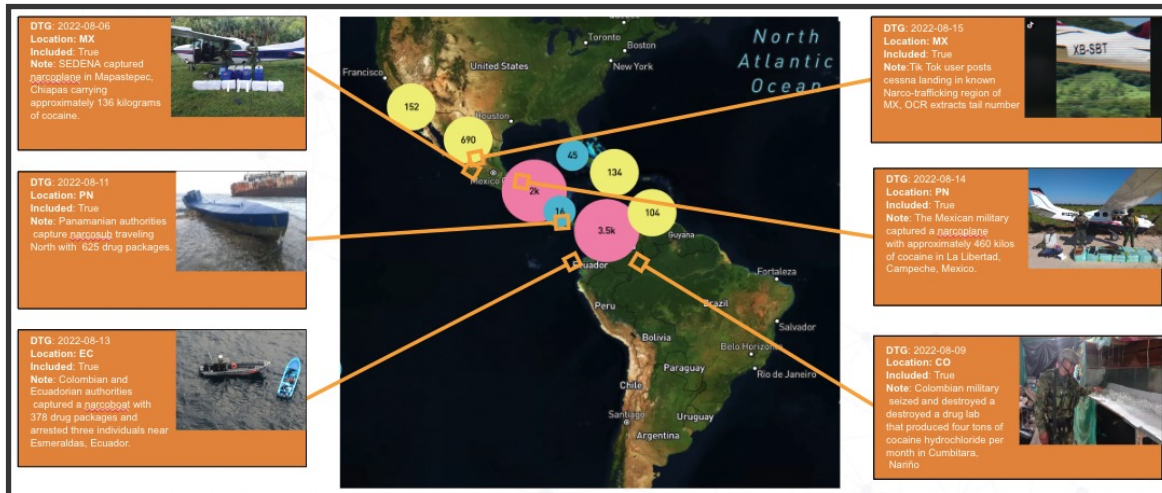 DTG: 2022-08-06
Location: MX
Included: True
Note: SEDENA captured
narcoplane in Mapastepec,
Chiapas carrying
approximately 136 kilograms
of cocaine.
DTG: 2022-08-11
Location: PN
Included: True
Note: Panamanian authorities
capture narcosub traveling
North with 625 drug packages.
DTG: 2022-08-13
Location: EC
Included: True
Note: Colombian and
Ecuadorian authorities
captured a narcoboat with
378 drug packages and
arrested three individuals near
Esmeraldas, Ecuador.
Toronto
Boston
New York
Francisco
United States
Houston
North
Atlantic
Ocean
152
690
45
134
2k
16
104
3.5k
Guyana
Ecuador
Fortaleza
Peru
Brazil
Salvador
Bolivia
Belo Horizonte
Paraguay
Rio de Janeiro
Chile
Uruguay
Santiago
Argentina
DTG: 2022-08-15
Location: MX
Included: True
Note:Tik Tok user posts
cessna landing in known
Narco-trafficking region of
MX, OCR extracts tail number
XB-SBT
DTG: 2022-08-14
Location: PN
Included: True
Note: The Mexican military
captured a narcoplane
with approximately 460 kilos
of cocaine in La Libertad,
Campeche, Mexico.
DTG: 2022-08-09
Location: CO
Included: True
Note: Colombian military
seized and destroyed a
destroyed a drug lab
that produced four tons of
cocaine hydrochloride per
month in Cumbitara,
Nariño